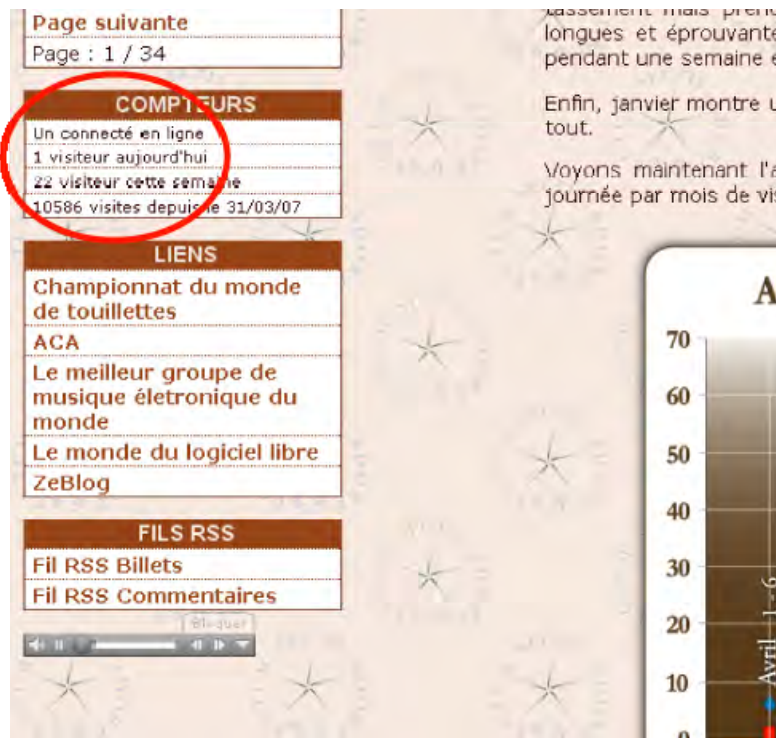 Page suivante
Page : 1 / 34
COMPTEURS
Un connecté en ligne
1 visiteur aujourd'hui
22 visiteur cette semaine
10586 visites depuis le 31/03/07
LIENS
Championnat du monde
de touillettes
ACA
Le meilleur groupe de
musique életronique du
monde
Le monde du logiciel libre
ZeBlog
FILS RSS
Fil RSS Billets
Fil RSS Commentaires
Bloquer
longues et éprouvante
pendant une semaine e
Enfin, janvier montre u
tout.
Voyons maintenant l'a
journée par mois de vis
A
70
60
50
40
30
20
10
0
Avril
6